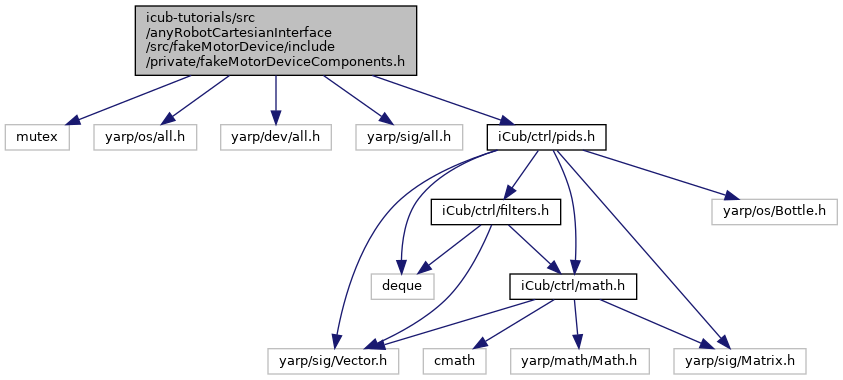 icub-tutorials/src
/anyRobotCartesianInterface
/src/fakeMotorDevice/include
/private/fakeMotorDeviceComponents.h
mutex
yarp/os/all.h
yarp/dev/all.h
yarp/sig/all.h
iCub/ctrl/pids.h
iCub/ctrl/filters.h
yarp/os/Bottle.h
deque
iCub/ctrl/math.h
yarp/sig/Vector.h
cmath
yarp/math/Math.h
yarp/sig/Matrix.h